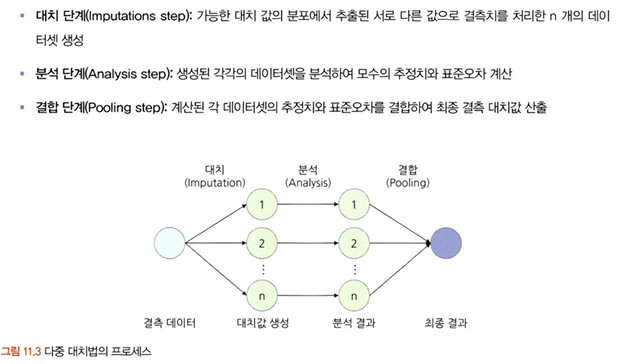 ▪ 대치 단계(Imputations step): 가능한 대치 값의 분포에서 추출된 서로 다른 값으로 결측치를 처리한 n 개의 데이
터셋 생성
▪ 분석 단계(Analysis step): 생성된 각각의 데이터셋을 분석하여 모수의 추정치와 표준오차 계산
▪ 결합 단계(Pooling step): 계산된 각 데이터셋의 추정치와 표준오차를 결합하여 최종 결측 대치값 산출
대치 분석 결합
(Imputation) (Analysis) (Pooling)
1 1
2 2
⋮ ⋮
n n
결측 데이터 대치값 생성 분석 결과 최종 결과
그림 11.3 다중 대치법의 프로세스